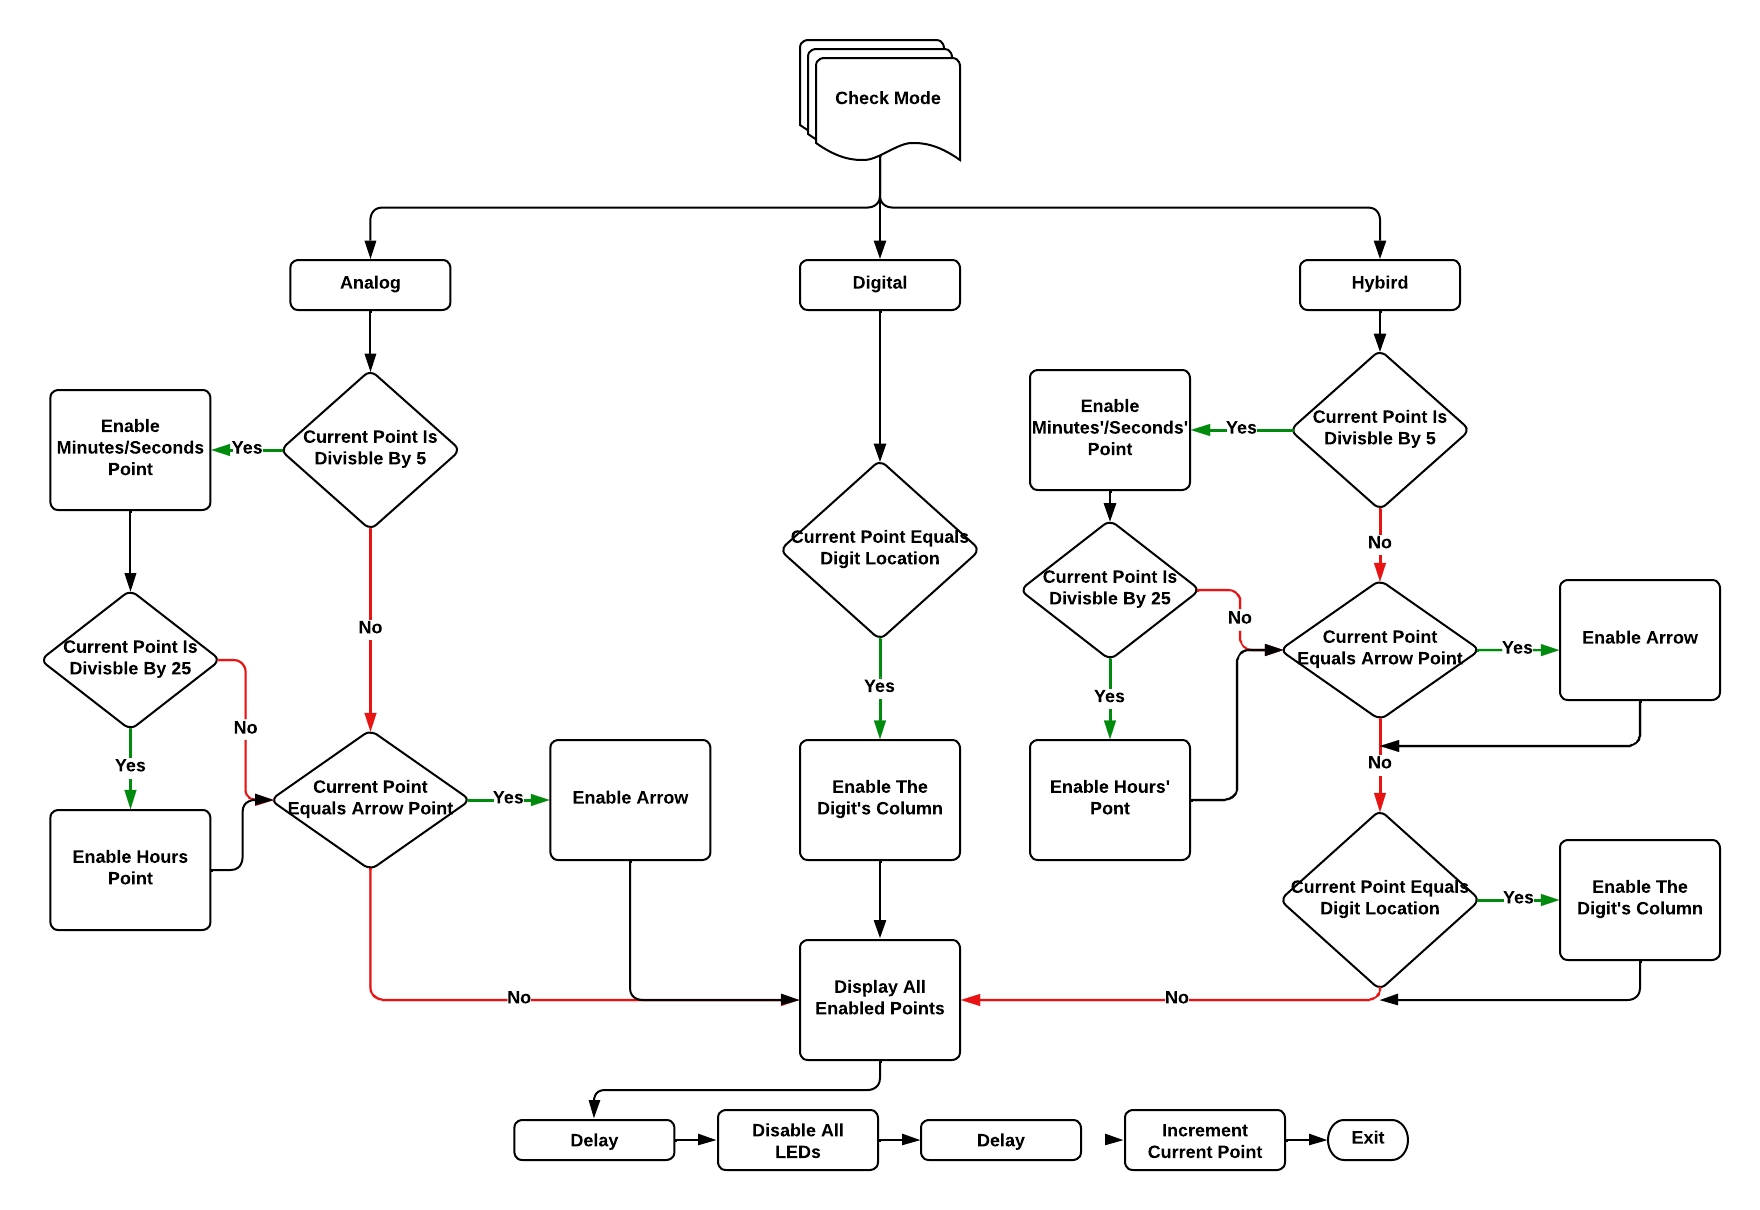 Check Mode
Analog
Digital
Hybird
Enable
Minutes/Seconds
Point
Yes
Current Point Is
Divisble By 5
No
Current Point Is
Divisble By 25
No
Yes
Enable Hours
Point
Current Point
Equals Arrow Point
Yes
Enable Arrow
No
Current Point Equals
Digit Location
Yes
Enable The
Digit's Column
Display All
Enabled Points
Enable
Minutes'/Seconds'
Point
Yes
Current Point Is
Divisble By 5
No
Current Point Is
Divisble By 25
No
Yes
Enable Hours'
Pont
Current Point
Equals Arrow Point
Yes
Enable Arrow
No
Current Point Equals
Digit Location
Yes
Enable The
Digit's Column
No
Delay
Disable All
LEDs
Delay
Increment
Current Point
Exit